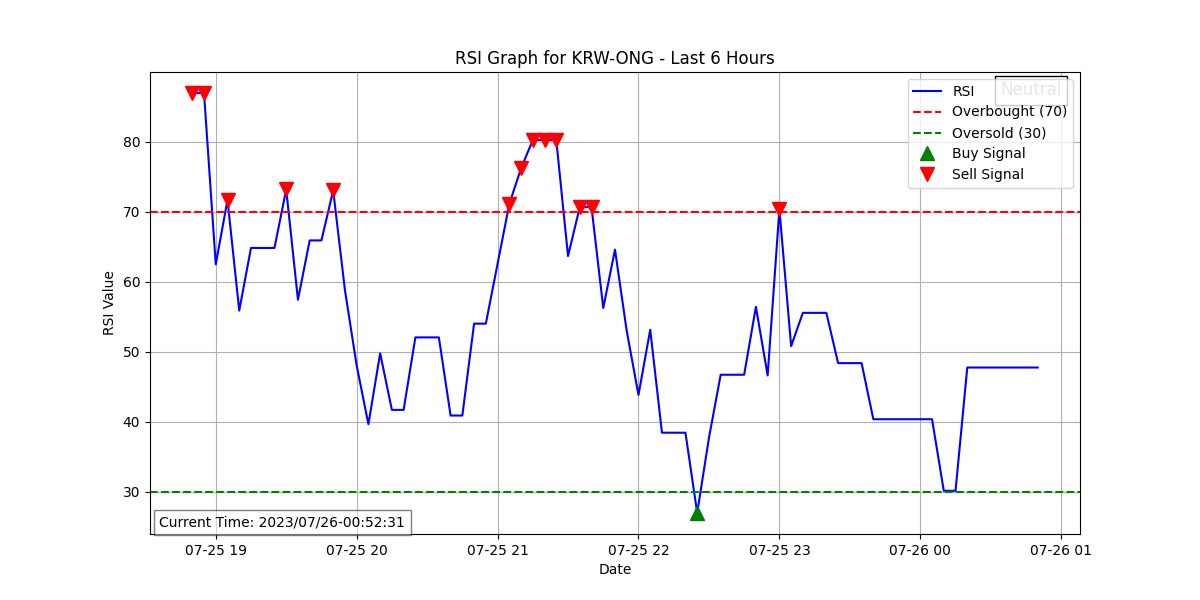 RSI Graph for KRW-ONG - Last 6 Hours
Neutral
RSI
Overbought (70)
Oversold (30)
Buy Signal
Sell Signal
RSI Value
80
70
60
50
40
30
Current Time: 2023/07/26-00:52:31
07-25 19 07-25 20 07-25 21 07-25 22 07-25 23 07-26 00 07-26 01
Date